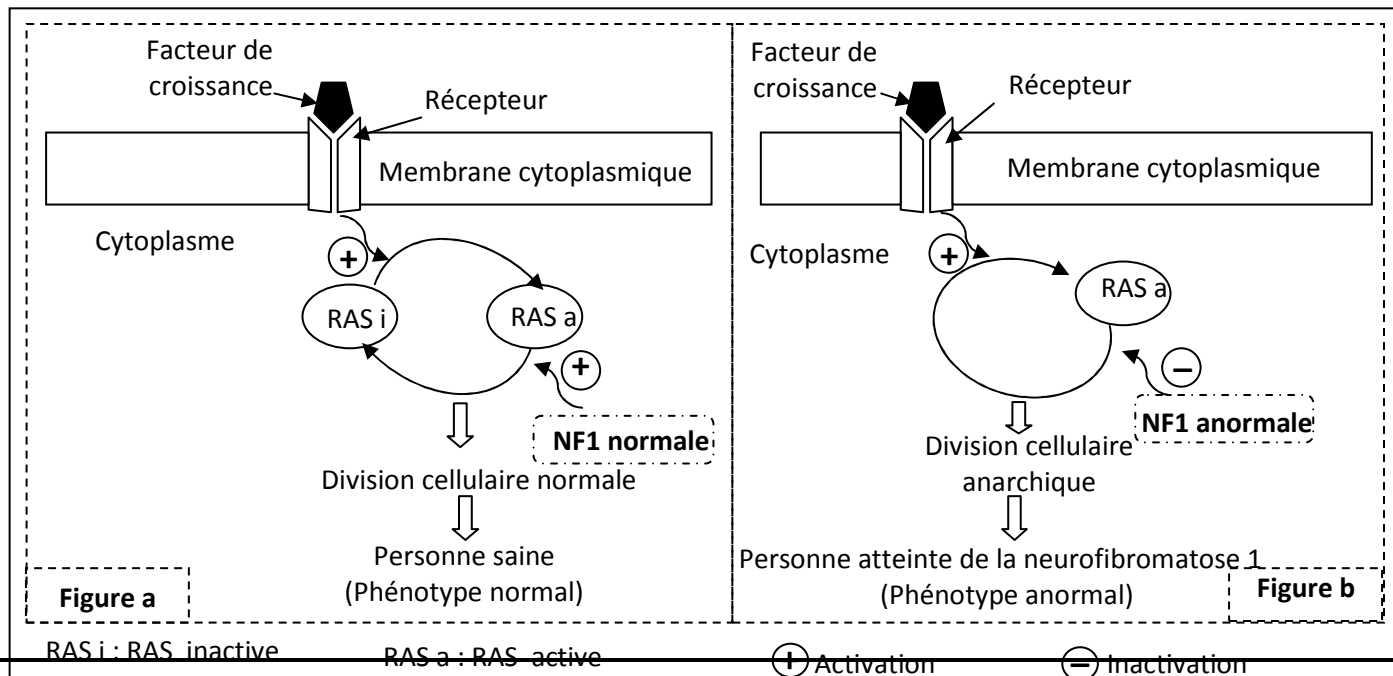 Facteur de
croissance
Récepteur
Membrane cytoplasmique
Cytoplasme
+
RAS i
RAS a
+
NF1 normale
Division cellulaire normale
Personne saine
(Phénotype normal)
Figure a
Facteur de
croissance
Récepteur
Membrane cytoplasmique
Cytoplasme
+
RAS a
−
NF1 anormale
Division cellulaire
anarchique
Personne atteinte de la neurofibromatose 1
(Phénotype anormal)
Figure b
RAS i : RAS inactive
RAS a : RAS active
+ Activation
− Inactivation